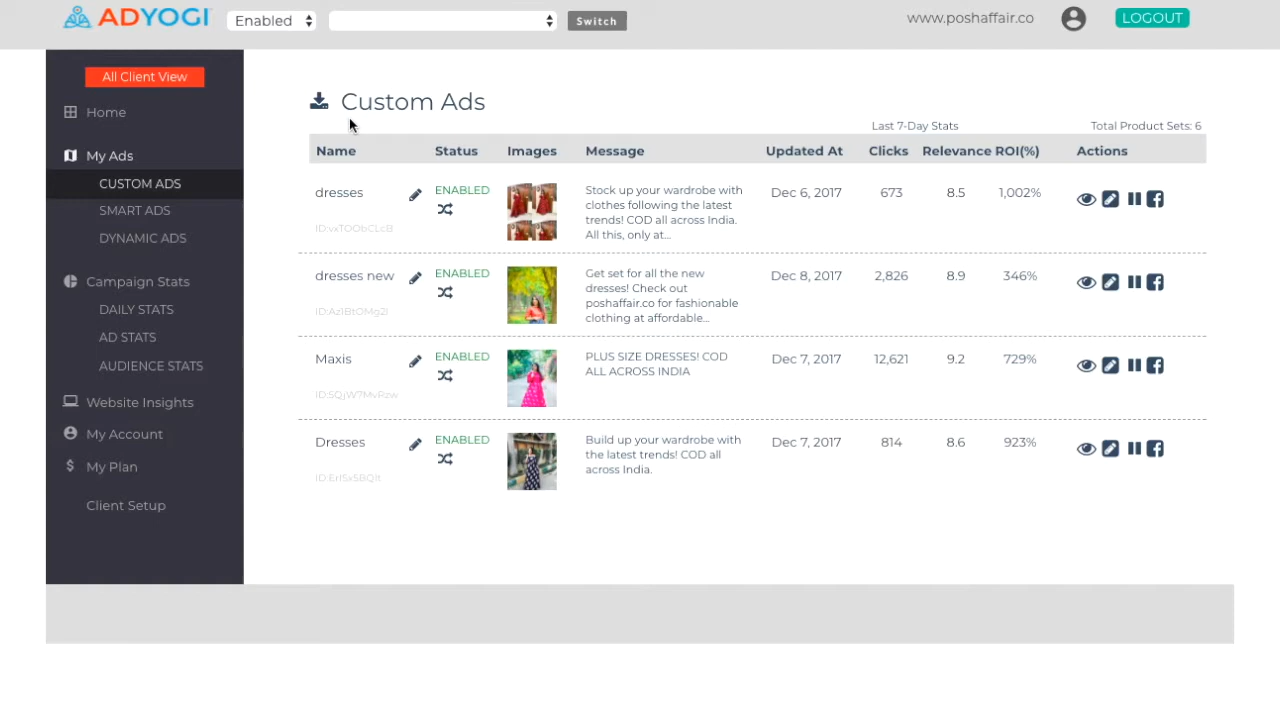 ADYOGI
Enabled
Switch
www.poshaffair.co
LOGOUT
All Client View
Home
My Ads
CUSTOM ADS
SMART ADS
DYNAMIC ADS
Campaign Stats
DAILY STATS
AD STATS
AUDIENCE STATS
Website Insights
My Account
My Plan
Client Setup
Custom Ads
Last 7-Day Stats
Total Product Sets: 6
Name Status Images Message Updated At Clicks Relevance ROI(%) Actions
dresses ENABLED Stock up your wardrobe with Dec 6, 2017 673 8.5 1,002%
clothes following the latest
trends! COD all across India.
ID:vxTOObCLcB All this, only at...
dresses new ENABLED Get set for all the new Dec 8, 2017 2,826 8.9 346%
dresses! Check out
poshaffair.co for fashionable
clothing at affordable...
Maxis ENABLED PLUS SIZE DRESSES! COD Dec 7, 2017 12,621 9.2 729%
ALL ACROSS INDIA
ID:5QjW7MvRzw
Dresses ENABLED Build up your wardrobe with Dec 7, 2017 814 8.6 923%
the latest trends! COD all
across India.